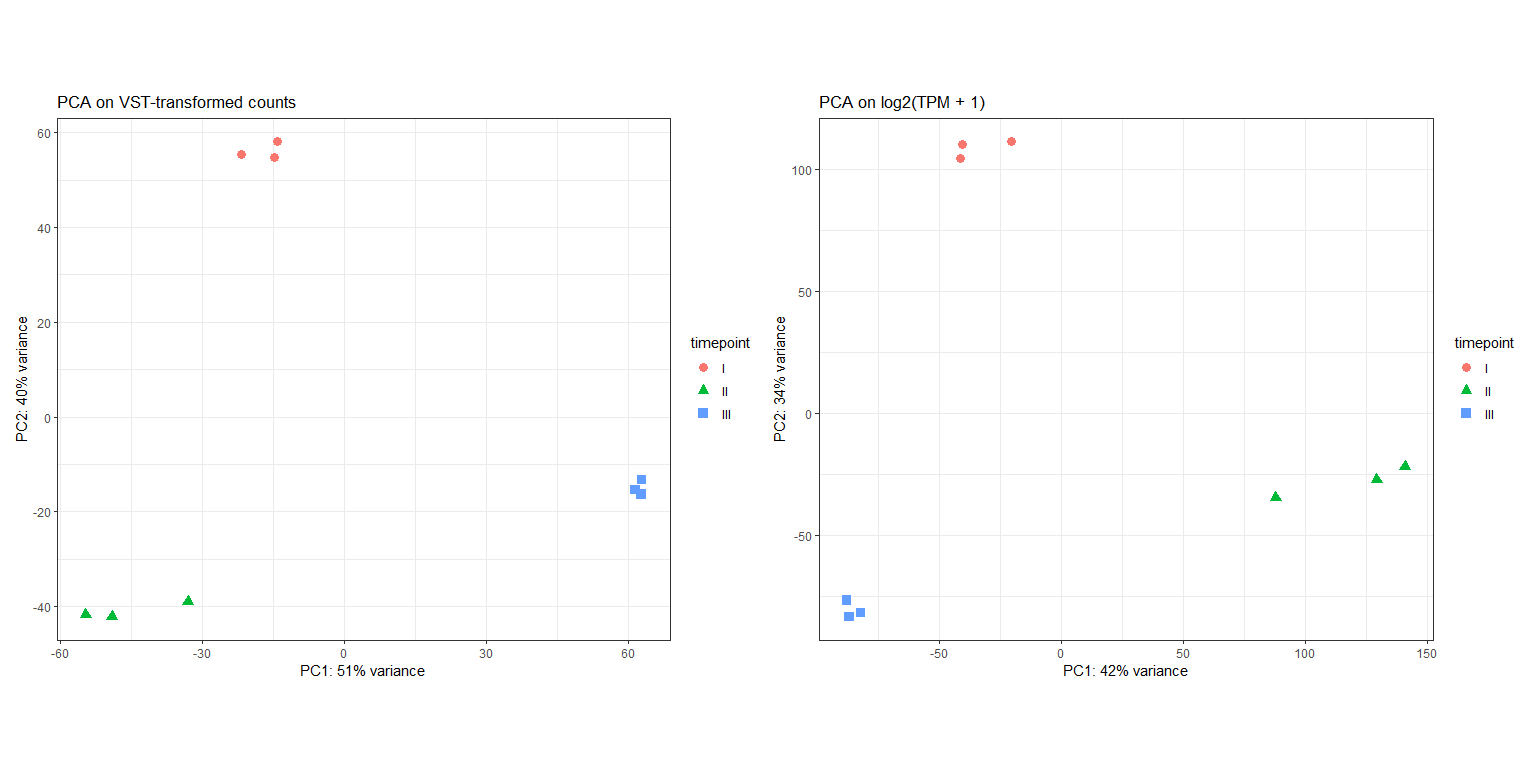 PCA on VST-transformed counts
60
40
20
0
-20
-40
PC2: 40% variance
-60
-30
0
30
60
PC1: 51% variance
timepoint
I
II
III
PCA on log2(TPM + 1)
100
50
0
-50
PC2: 34% variance
-50
0
50
100
150
PC1: 42% variance
timepoint
I
II
III